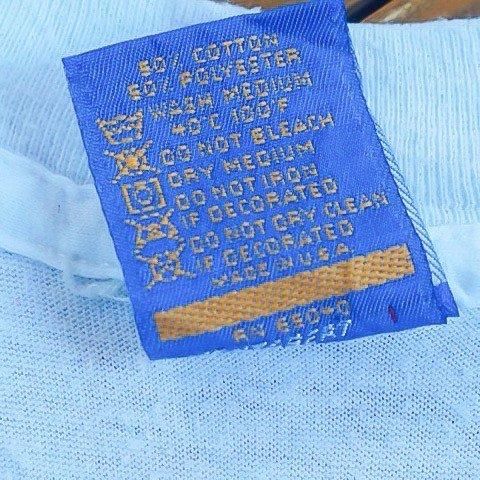 50% COTTON
50% POLYESTER
WASH MEDIUM
40°C 100°F
DO NOT BLEACH
DRY MEDIUM
DO NOT IRON
IF DECORATED
DO NOT DRY CLEAN
IF DECORATED
MADE IN U.S.A.